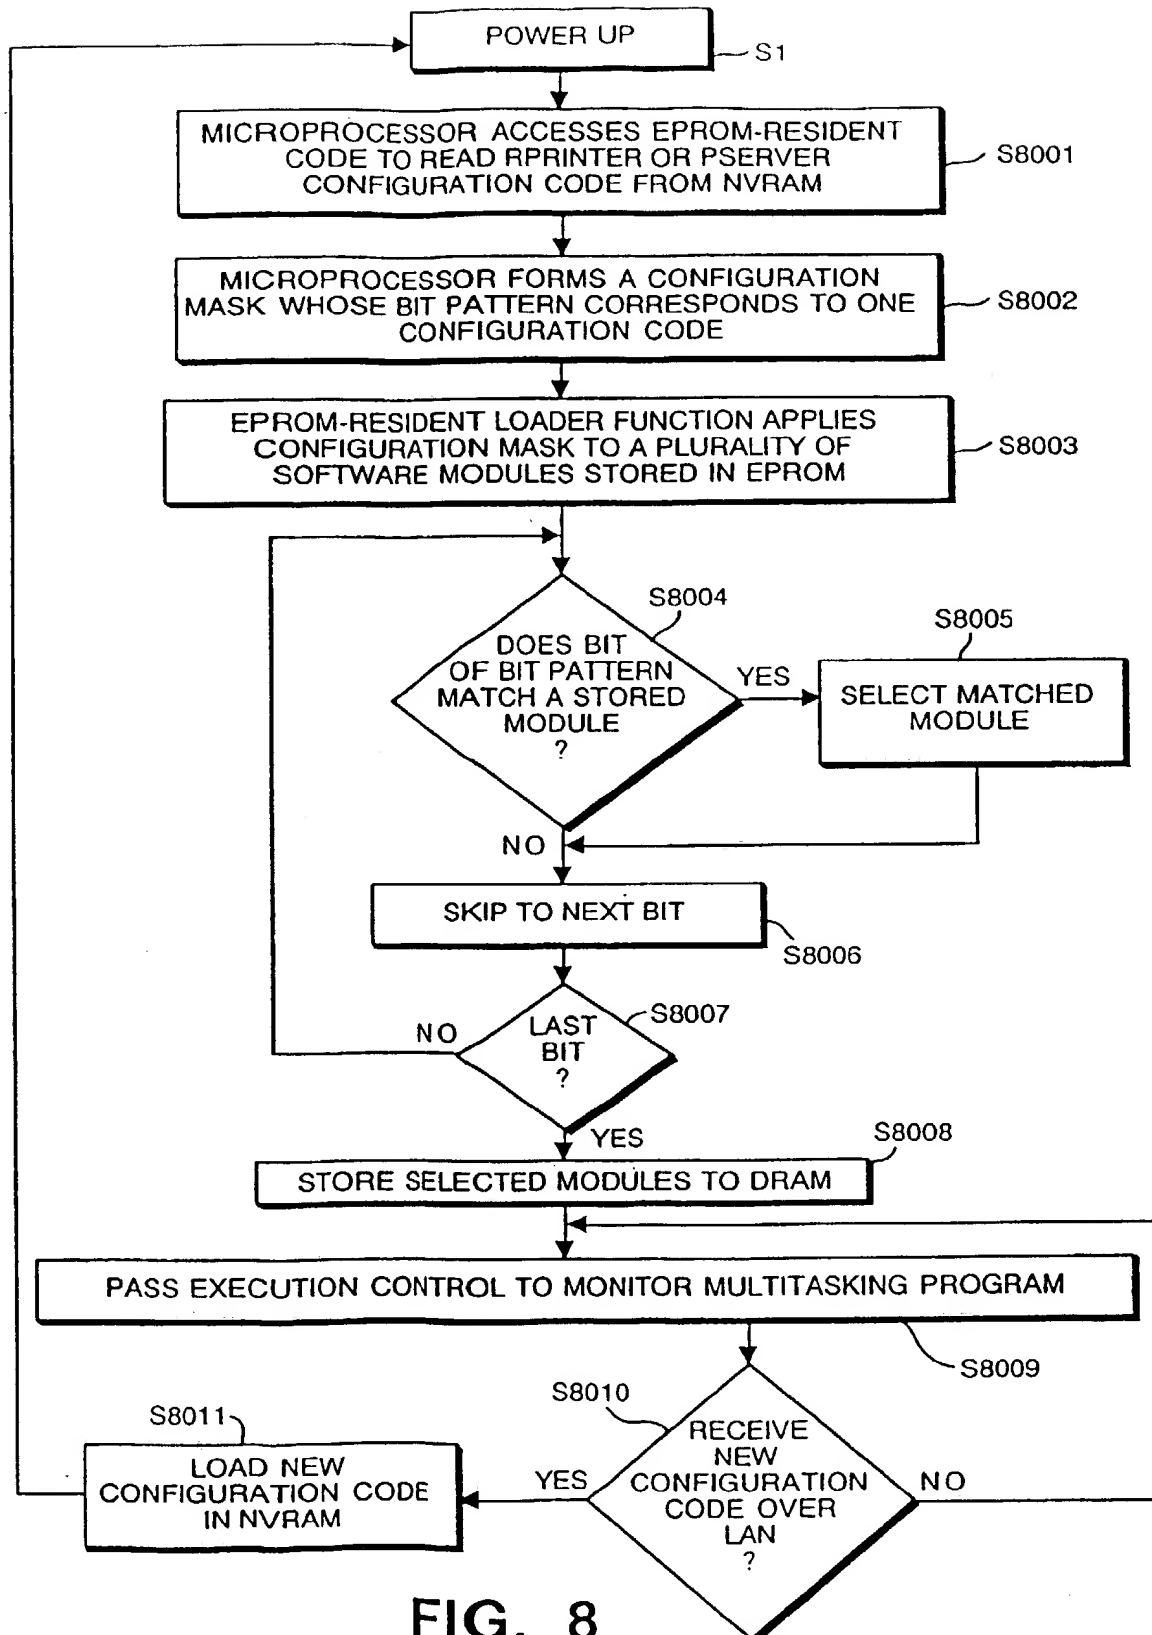 POWER UP
S1
MICROPROCESSOR ACCESSES EPROM-RESIDENT
CODE TO READ RPRINTER OR PSERVER
CONFIGURATION CODE FROM NVRAM
S8001
MICROPROCESSOR FORMS A CONFIGURATION
MASK WHOSE BIT PATTERN CORRESPONDS TO ONE
CONFIGURATION CODE
S8002
EPROM-RESIDENT LOADER FUNCTION APPLIES
CONFIGURATION MASK TO A PLURALITY OF
SOFTWARE MODULES STORED IN EPROM
S8003
S8004
DOES BIT
OF BIT PATTERN
MATCH A STORED
MODULE
?
YES
S8005
SELECT MATCHED
MODULE
NO
SKIP TO NEXT BIT
S8006
S8007
LAST
BIT
?
NO
YES
S8008
STORE SELECTED MODULES TO DRAM
PASS EXECUTION CONTROL TO MONITOR MULTITASKING PROGRAM
S8009
S8010
RECEIVE
NEW
CONFIGURATION
CODE OVER
LAN
?
YES
NO
S8011
LOAD NEW
CONFIGURATION CODE
IN NVRAM
FIG. 8